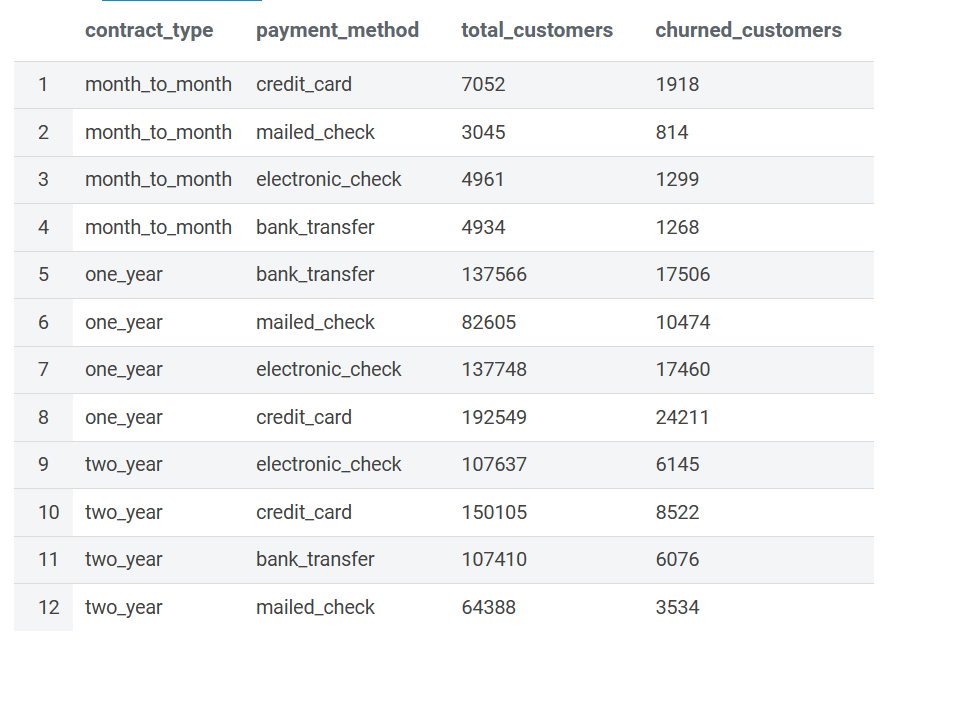 contract_type payment_method total_customers churned_customers
1 month_to_month credit_card 7052 1918
2 month_to_month mailed_check 3045 814
3 month_to_month electronic_check 4961 1299
4 month_to_month bank_transfer 4934 1268
5 one_year bank_transfer 137566 17506
6 one_year mailed_check 82605 10474
7 one_year electronic_check 137748 17460
8 one_year credit_card 192549 24211
9 two_year electronic_check 107637 6145
10 two_year credit_card 150105 8522
11 two_year bank_transfer 107410 6076
12 two_year mailed_check 64388 3534